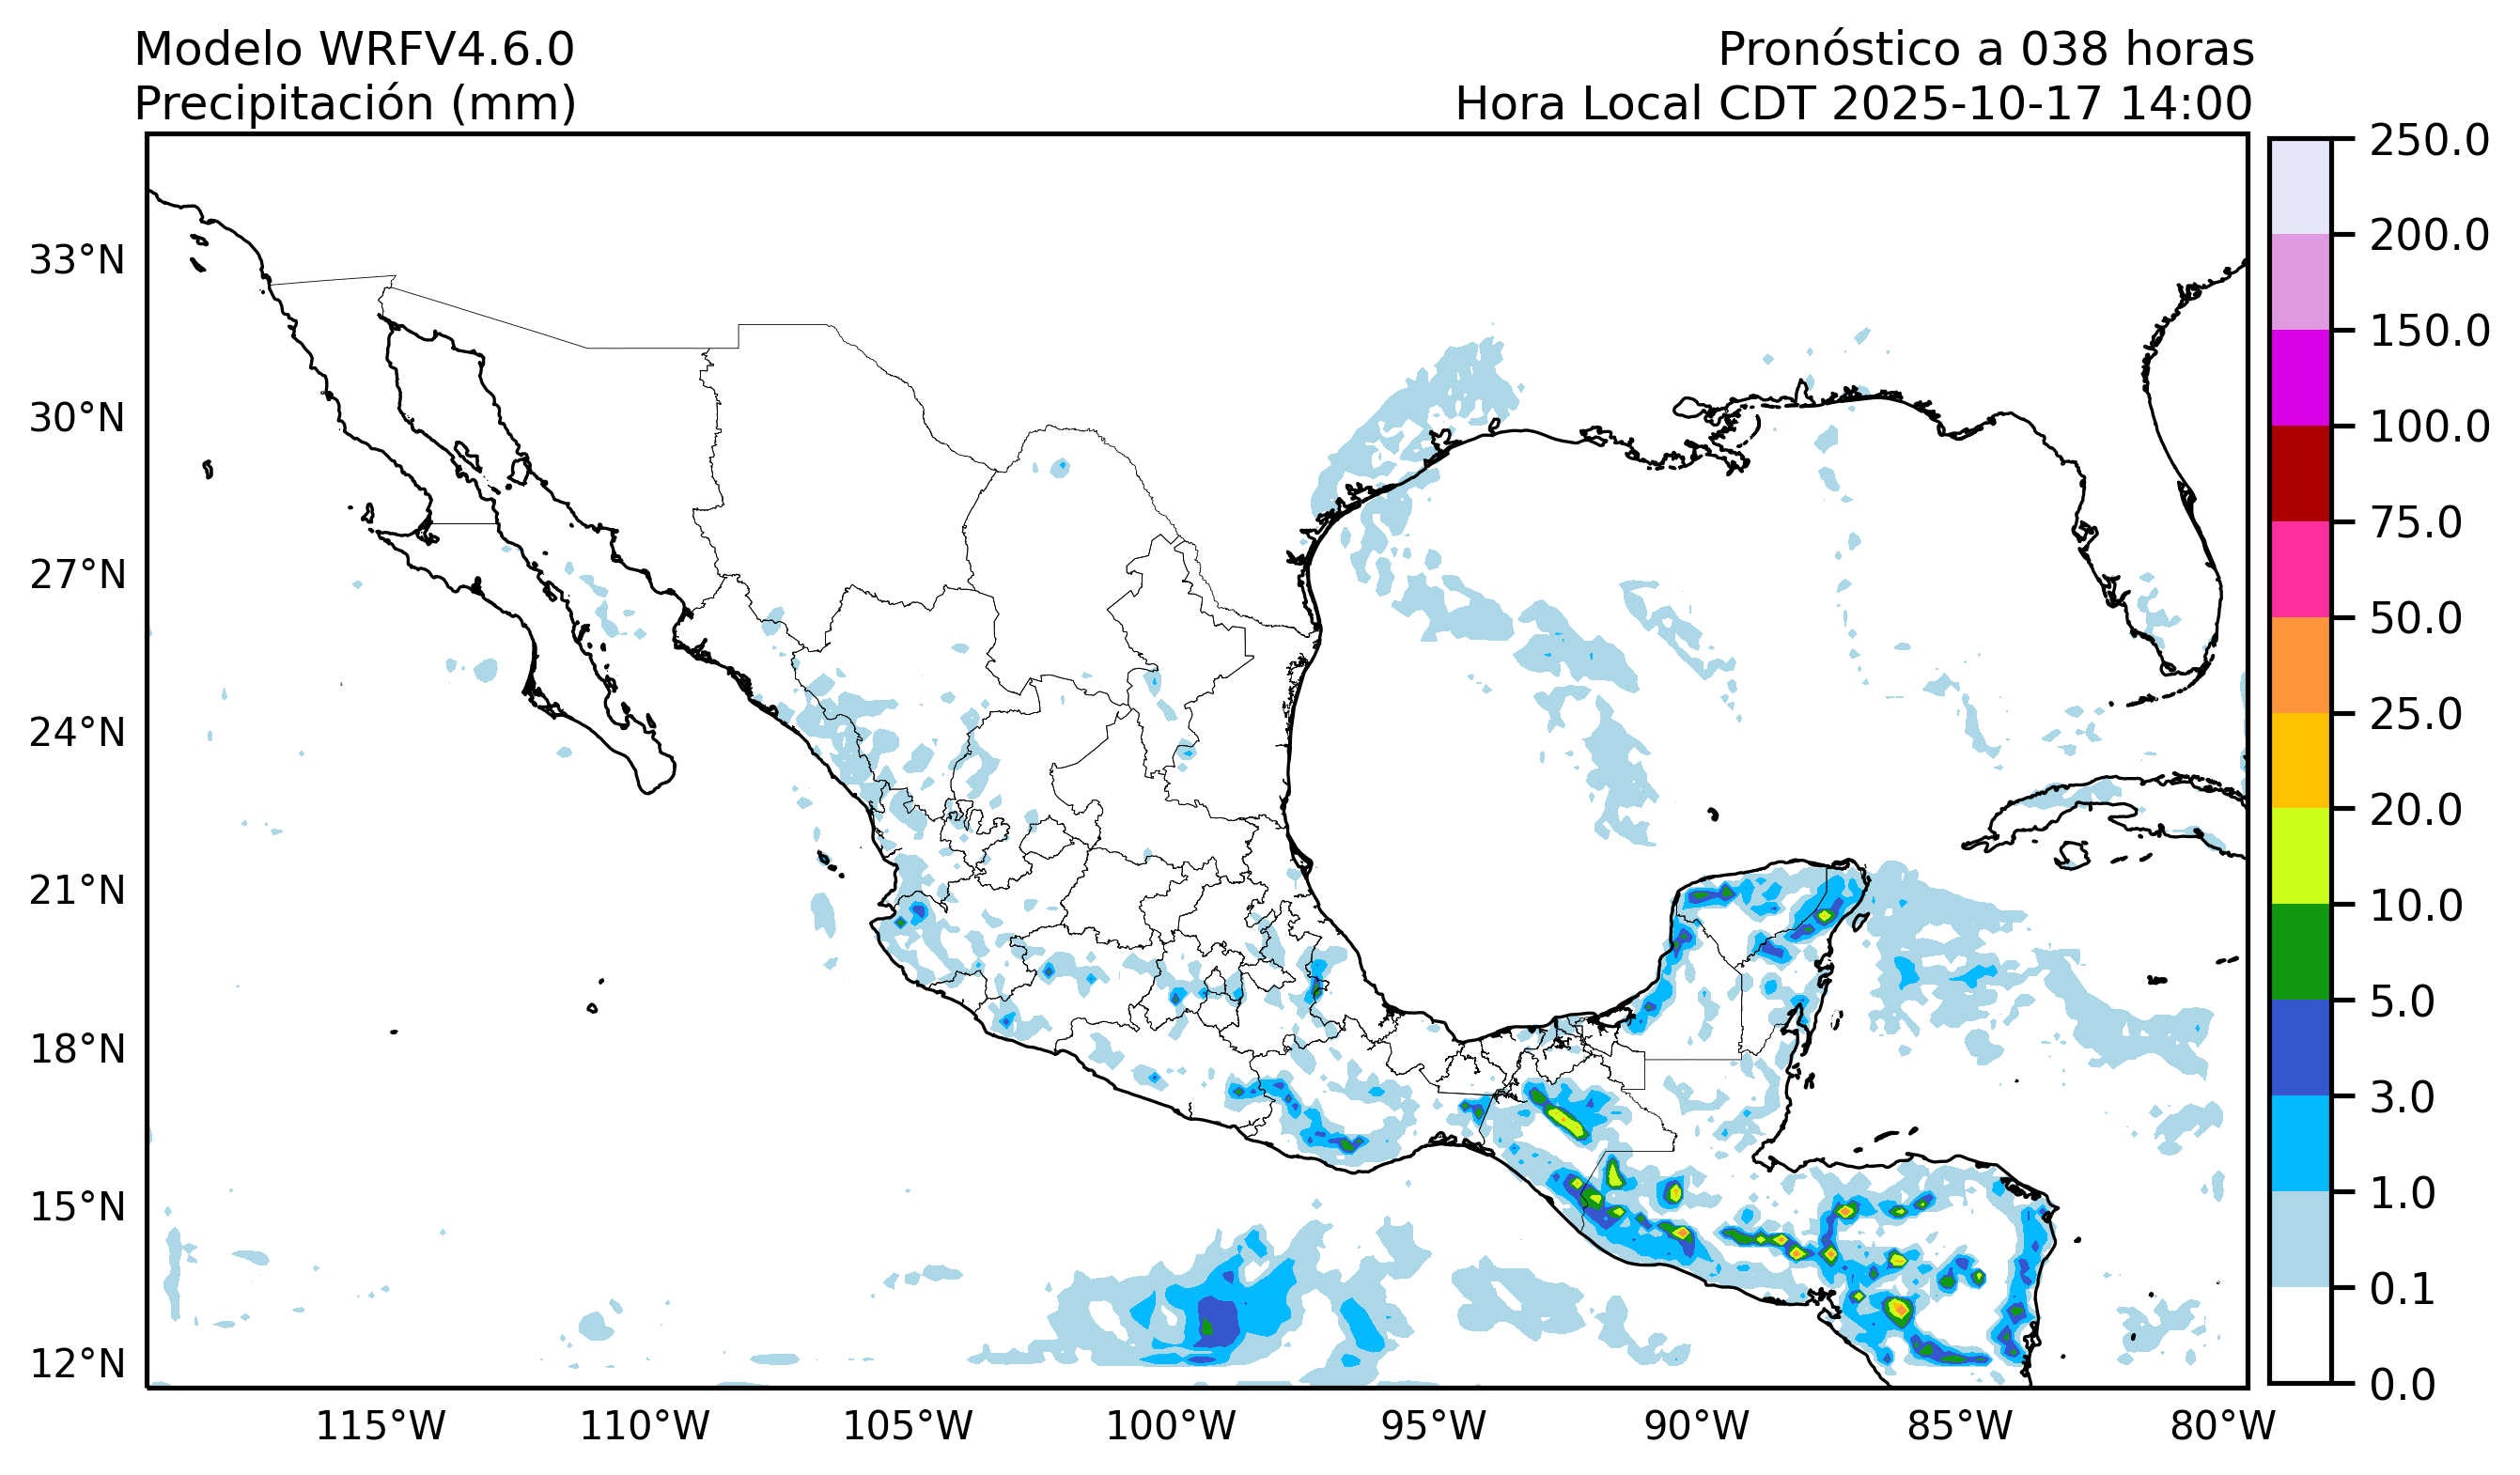 Modelo WRFV4.6.0
Precipitación (mm)
Pronóstico a 038 horas
Hora Local CDT 2025-10-17 14:00
33°N
30°N
27°N
24°N
21°N
18°N
15°N
12°N
115°W
110°W
105°W
100°W
95°W
90°W
85°W
80°W
250.0
200.0
150.0
100.0
75.0
50.0
25.0
20.0
10.0
5.0
3.0
1.0
0.1
0.0